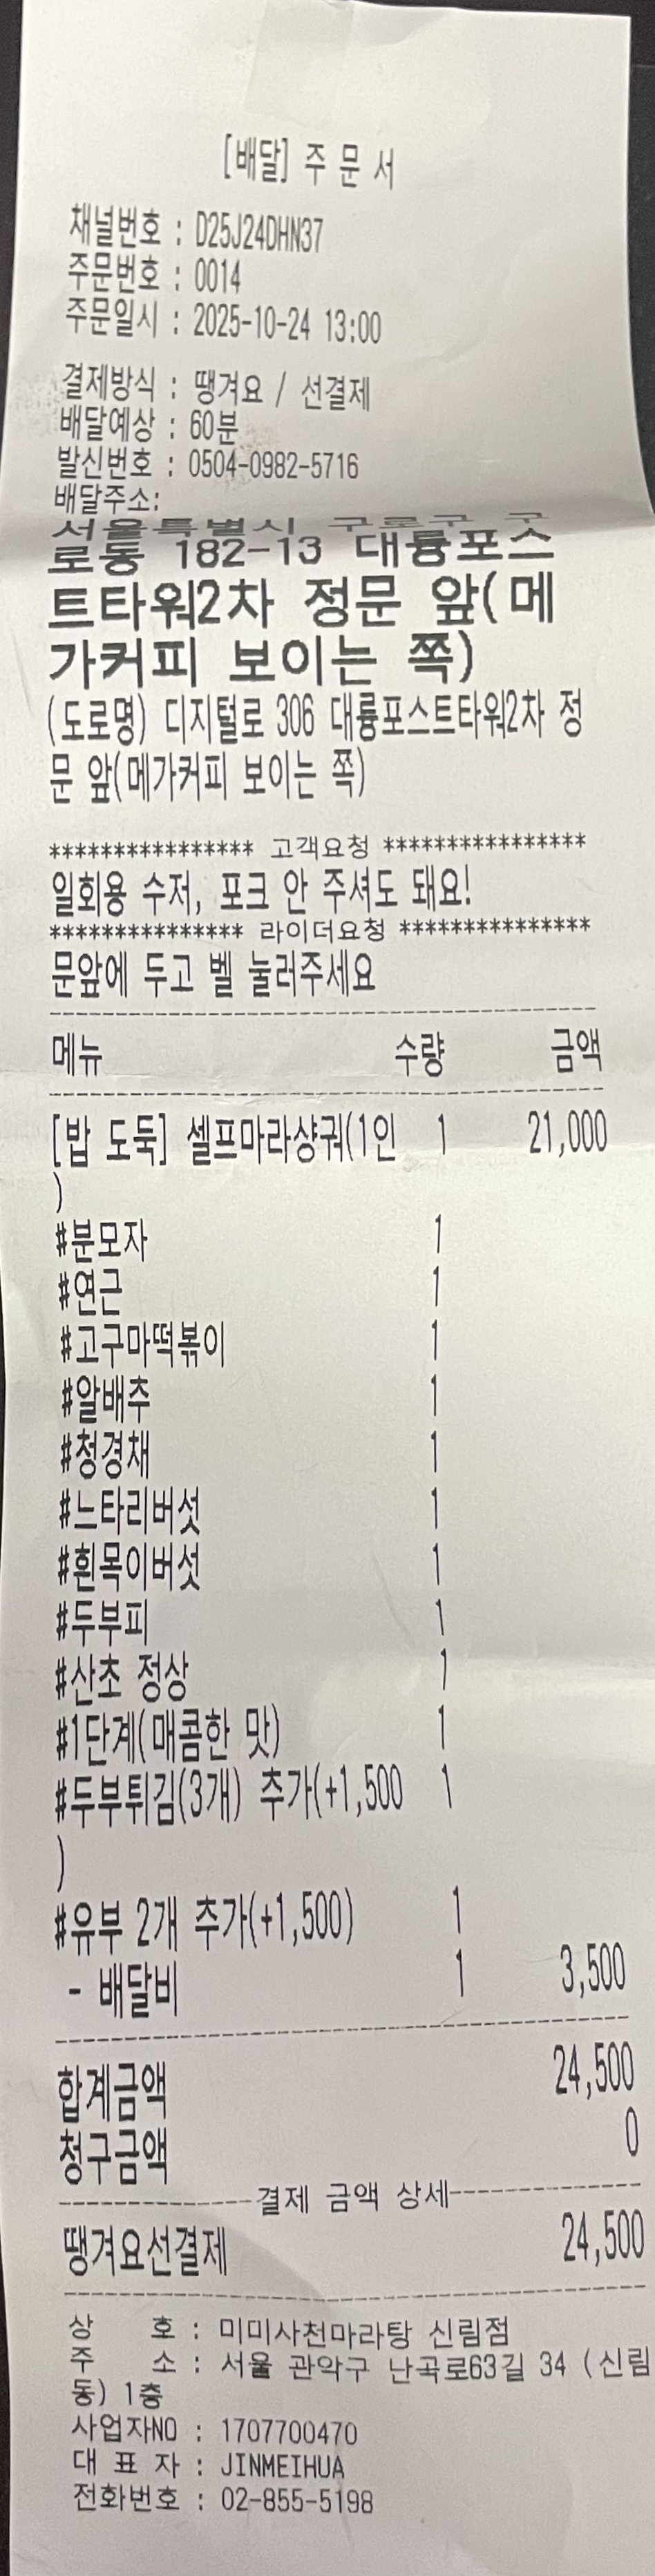 [배달] 주 문 서
채널번호 : D25J24DHN37
주문번호 : 0014
주문일시 : 2025-10-24 13:00
결제방식 : 땡겨요 / 선결제
배달예상 : 60분
발신번호 : 0504-0982-5716
배달주소:
서울특별시 구로구 구
로동 182-13 대륭포스
트타워2차 정문 앞(메
가커피 보이는 쪽)
(도로명) 디지털로 306 대륭포스트타워2차 정
문 앞(메가커피 보이는 쪽)
**************** 고객요청 ****************
일회용 수저, 포크 안 주셔도 돼요!
*************** 라이더요청 ***************
문앞에 두고 벨 눌러주세요
메뉴 수량 금액
[밥 도둑] 셀프마라샹궈(1인 1 21,000
)
#분모자 1
#연근 1
#고구마떡볶이 1
#알배추 1
#청경채 1
#느타리버섯 1
#흰목이버섯 1
#두부피 1
#산초 정상 1
#1단계(매콤한 맛) 1
#두부튀김(3개) 추가(+1,500 1
)
#유부 2개 추가(+1,500) 1
- 배달비 1 3,500
합계금액 24,500
청구금액 0
결제 금액 상세
땡겨요선결제 24,500
상 호 : 미미사천마라탕 신림점
주 소 : 서울 관악구 난곡로63길 34 (신림
동) 1층
사업자NO : 1707700470
대 표 자 : JINMEIHUA
전화번호 : 02-855-5198